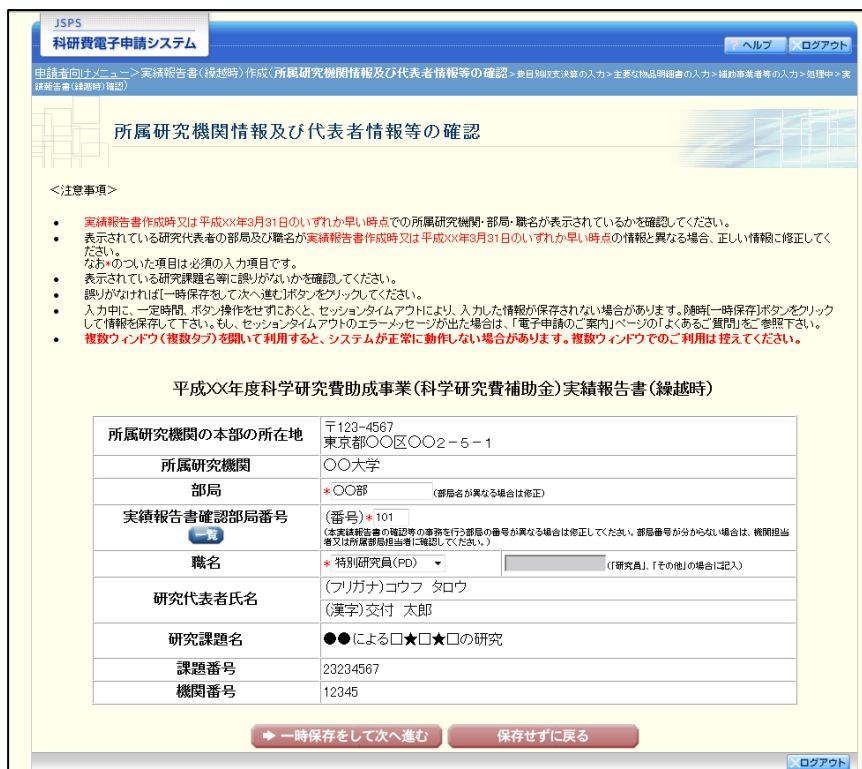 JSPS
科研費電子申請システム
?ヘルプ ×ログアウト
申請者向けメニュー>実績報告書(繰越時)作成(所属研究機関情報及び代表者情報等の確認>費目別収支決算の入力>主要な物品明細書の入力>補助事業者等の入力>処理中>実
績報告書(繰越時)確認)
所属研究機関情報及び代表者情報等の確認
<注意事項>
• 実績報告書作成時又は平成XX年3月31日のいずれか早い時点での所属研究機関・部局・職名が表示されているかを確認してください。
• 表示されている研究代表者の部局及び職名が実績報告書作成時又は平成XX年3月31日のいずれか早い時点の情報と異なる場合、正しい情報に修正してく
ださい。
なお*のついた項目は必須の入力項目です。
• 表示されている研究課題名等に誤りがないかを確認してください。
• 誤りがなければ[一時保存をして次へ進む]ボタンをクリックしてください。
• 入力中に、一定時間、ボタン操作をせずにおくと、セッションタイムアウトにより、入力した情報が保存されない場合があります。随時[一時保存]ボタンをクリック
して情報を保存して下さい。もし、セッションタイムアウトのエラーメッセージが出た場合は、「電子申請のご案内」ページの「よくあるご質問」をご参照下さい。
• 複数ウィンドウ(複数タブ)を開いて利用すると、システムが正常に動作しない場合があります。複数ウィンドウでのご利用は控えてください。
平成XX年度科学研究費助成事業(科学研究費補助金)実績報告書(繰越時)
所属研究機関の本部の所在地 〒123-4567
東京都○○区○○2-5-1
所属研究機関 ○○大学
部局 *○○部 (部局名が異なる場合は修正)
実績報告書確認部局番号 (番号)*101
一覧 (本実績報告書の確認等の事務を行う部局の番号が異なる場合は修正してください。部局番号が分からない場合は、機関担当
者又は所属部局担当者に確認してください。)
職名 *特別研究員(PD) (「研究員」、「その他」の場合は記入)
研究代表者氏名 (フリガナ)コウフ タロウ
(漢字)交付 太郎
研究課題名 ●●による□★□★□の研究
課題番号 23234567
機関番号 12345
一時保存をして次へ進む 保存せずに戻る
×ログアウト